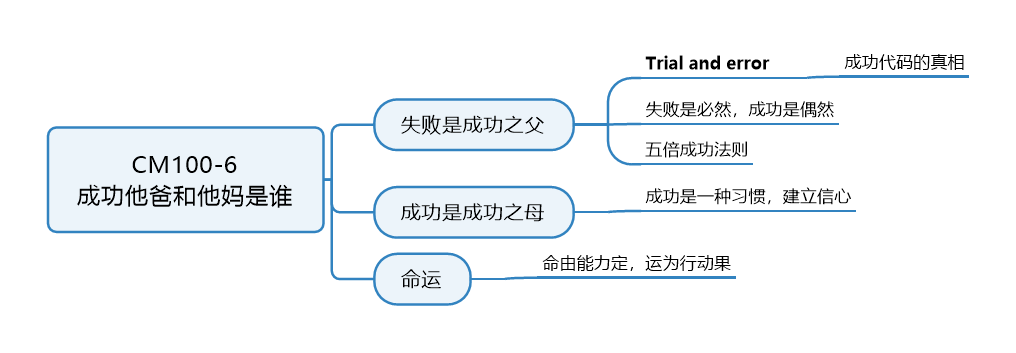 CM100-6
成功他爸和他妈是谁
失败是成功之父
Trial and error
成功代码的真相
失败是必然，成功是偶然
五倍成功法则
成功是成功之母
成功是一种习惯，建立信心
命运
命由能力定，运为行动果